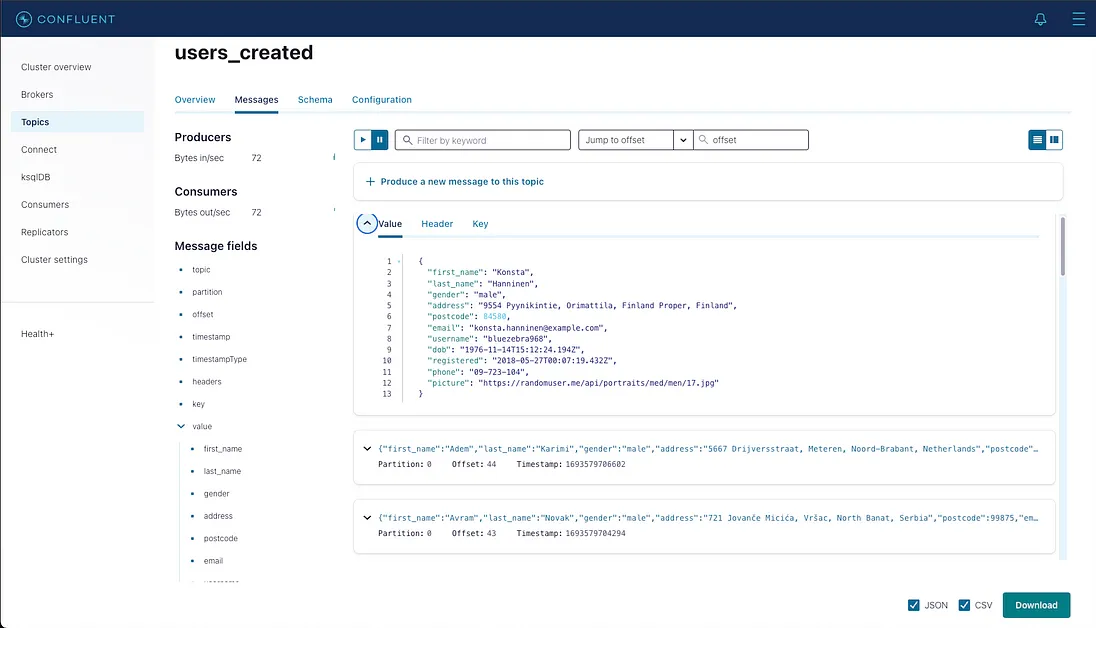 CONFLUENT
users_created
Cluster overview
Brokers
Topics
Connect
ksqlDB
Consumers
Replicators
Cluster settings
Health+
Overview Messages Schema Configuration
Producers
Bytes in/sec 72
Consumers
Bytes out/sec 72
Message fields
topic
partition
offset
timestamp
timestampType
headers
key
value
first_name
last_name
gender
address
postcode
email
Filter by keyword
Jump to offset
offset
+ Produce a new message to this topic
Value Header Key
1 {
2 "first_name": "Konsta",
3 "last_name": "Hanninen",
4 "gender": "male",
5 "address": "9554 Pyynikintie, Orimattila, Finland Proper, Finland",
6 "postcode": 84580,
7 "email": "konsta.hanninen@example.com",
8 "username": "bluezebra968",
9 "dob": "1976-11-14T15:12:24.194Z",
10 "registered": "2018-05-27T00:07:19.432Z",
11 "phone": "09-723-104",
12 "picture": "https://randomuser.me/api/portraits/med/men/17.jpg"
13 }
{"first_name":"Adem","last_name":"Karimi","gender":"male","address":"5667 Drijversstraat, Meteren, Noord-Brabant, Netherlands","postcode"…
Partition: 0 Offset: 44 Timestamp: 1693579706602
{"first_name":"Avram","last_name":"Novak","gender":"male","address":"721 Jovanče Micića, Vršac, North Banat, Serbia","postcode":99875,"em…
Partition: 0 Offset: 43 Timestamp: 1693579704294
JSON CSV Download